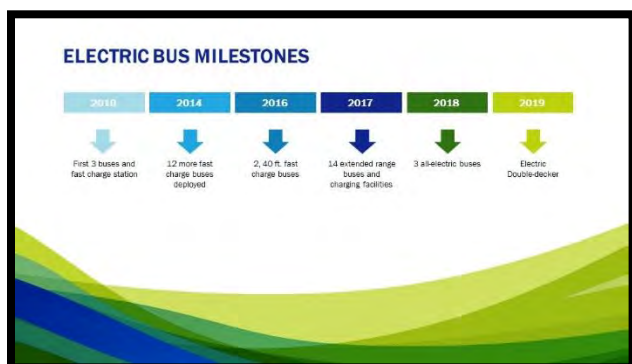 ELECTRIC BUS MILESTONES
2010
2014
2016
2017
2018
2019
First 3 buses and
fast charge station
12 more fast
charge buses
deployed
2, 40 ft. fast
charge buses
14 extended range
buses and
charging facilities
3 all-electric buses
Electric
Double-decker